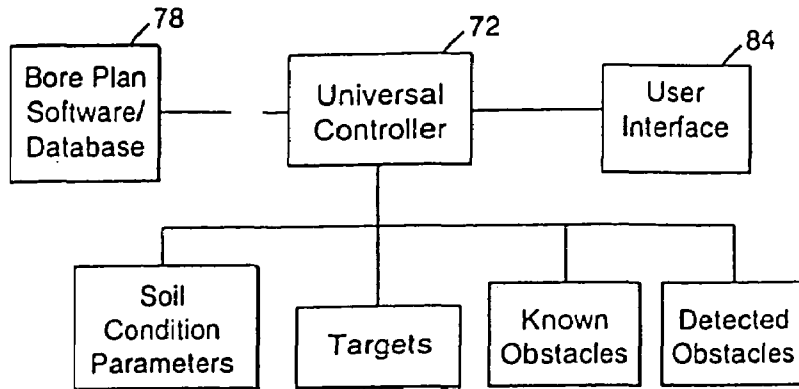 78
72
84
Bore Plan
Software/
Database
Universal
Controller
User
Interface
Soil
Condition
Parameters
Targets
Known
Obstacles
Detected
Obstacles